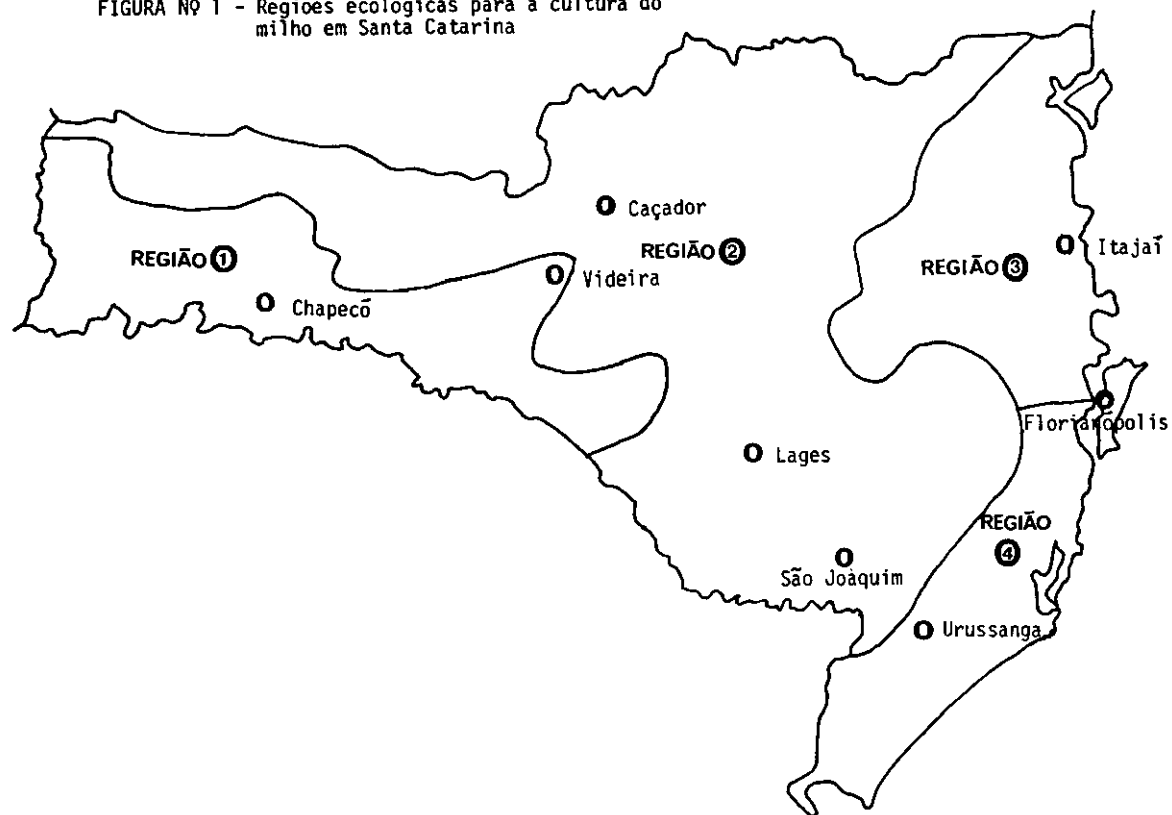 FIGURA Nº 1 - Regiões ecológicas para a cultura do
milho em Santa Catarina
Caçador
REGIÃO 1
REGIÃO 2
REGIÃO 3
Itajaí
Videira
Chapecó
Florianópolis
Lages
REGIÃO
4
São Joàquim
Urussanga